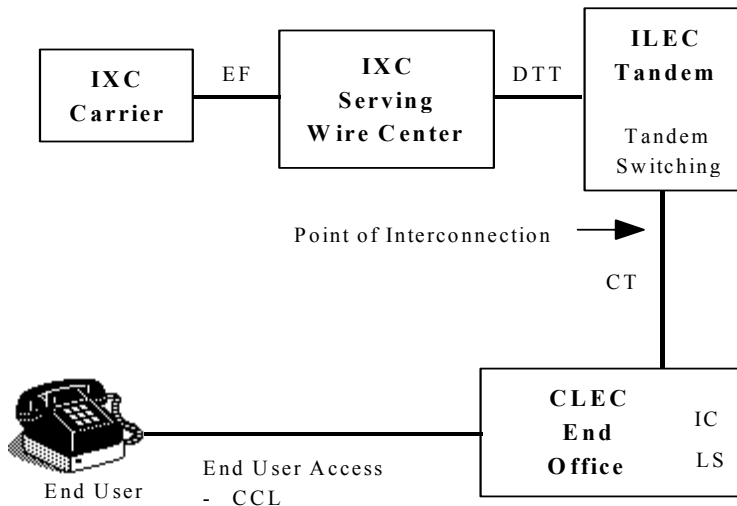 IXC
Carrier
EF
IXC
Serving
Wire Center
DTT
ILEC
Tandem
Tandem
Switching
Point of Interconnection
CT
CLEC
End
Office
IC
LS
End User
End User Access
- CCL